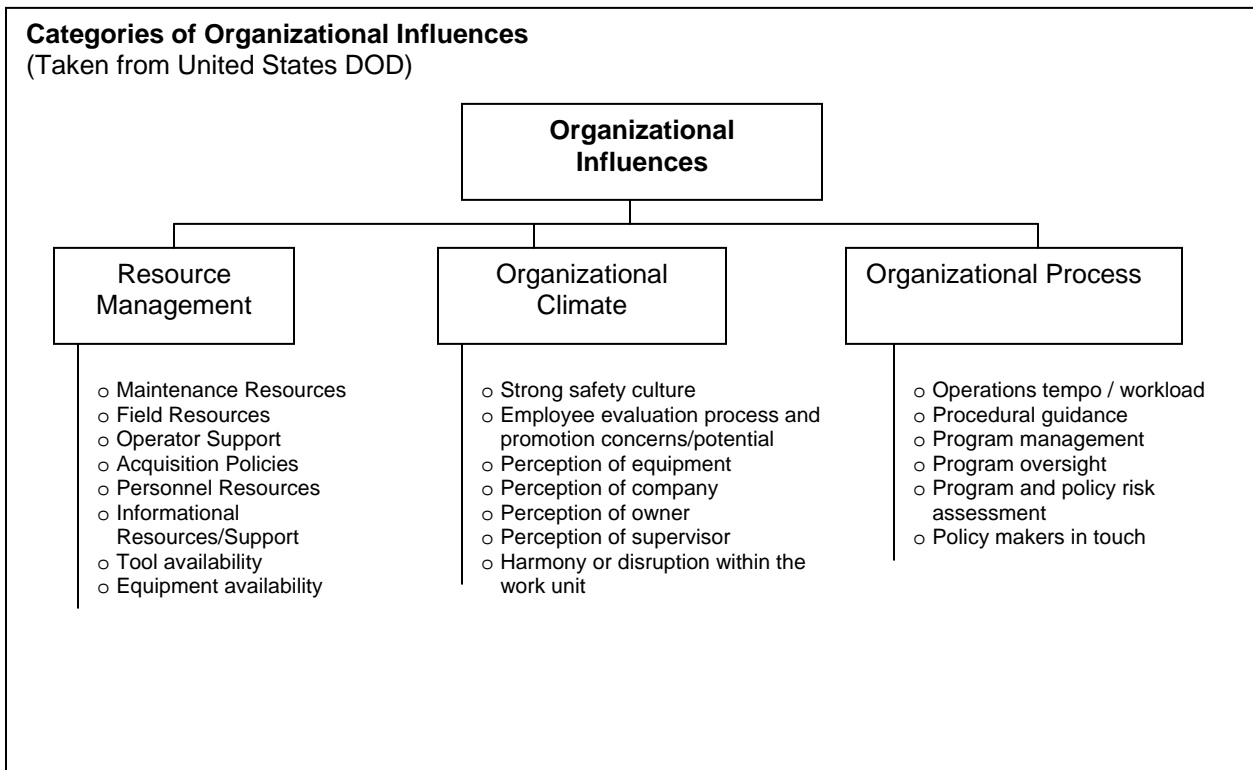 Categories of Organizational Influences
(Taken from United States DOD)
Organizational
Influences
Resource
Management
o Maintenance Resources
o Field Resources
o Operator Support
o Acquisition Policies
o Personnel Resources
o Informational
Resources/Support
o Tool availability
o Equipment availability
Organizational
Climate
o Strong safety culture
o Employee evaluation process and
promotion concerns/potential
o Perception of equipment
o Perception of company
o Perception of owner
o Perception of supervisor
o Harmony or disruption within the
work unit
Organizational Process
o Operations tempo / workload
o Procedural guidance
o Program management
o Program oversight
o Program and policy risk
assessment
o Policy makers in touch